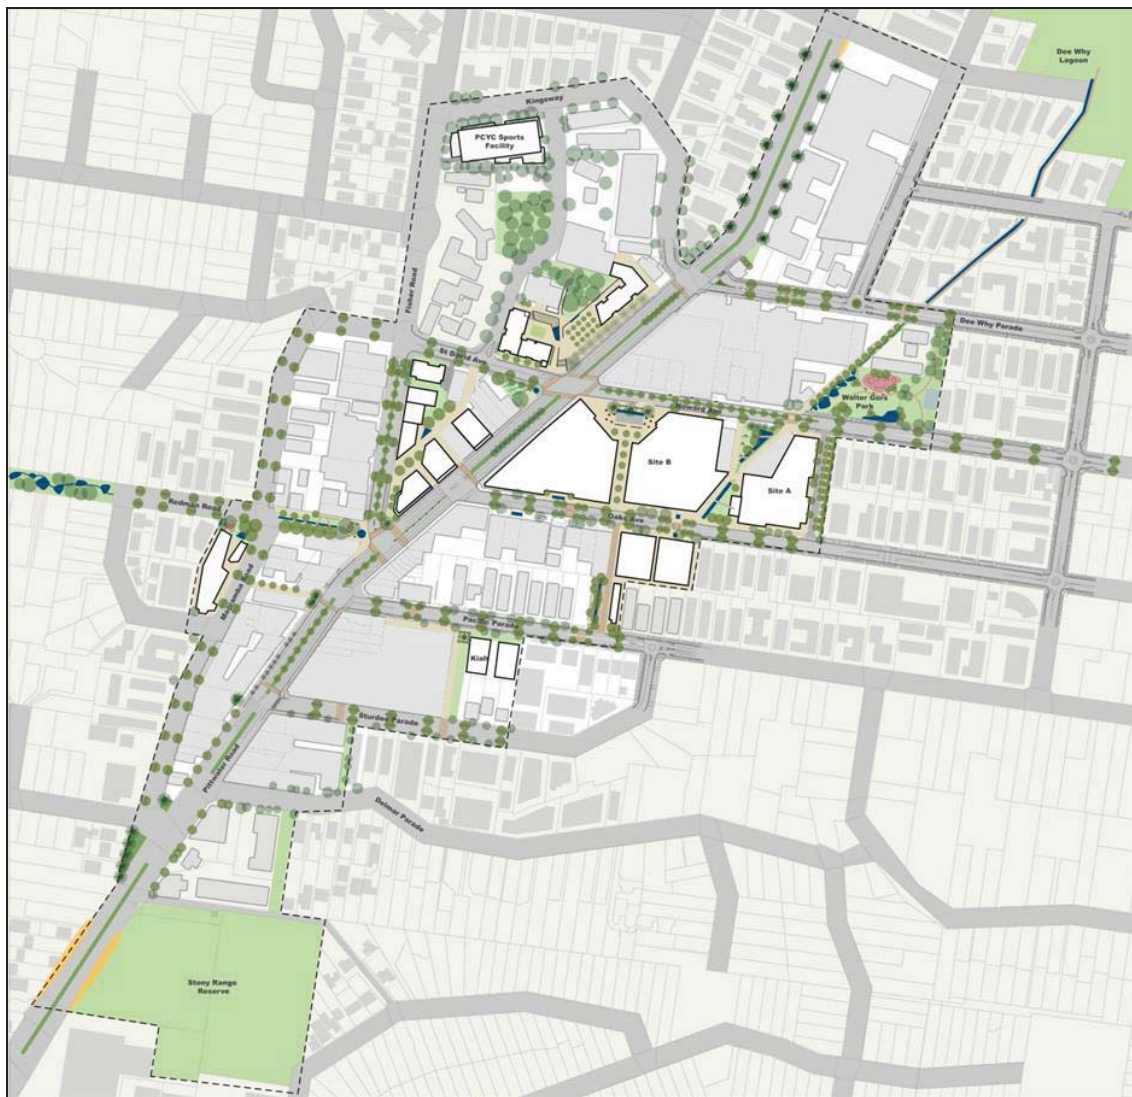 Dee Why
Lagoon
Kingsway
PCYC Sports
Facility
Fisher Road
Dee Why Parade
St David Ave
Walter Gors
Park
Howard Ave
Site B
Site A
Redman Road
Oaks Ave
Pacific Parade
Kiah
Sturdee Parade
Pittwater Road
Delmar Parade
Stony Range
Reserve